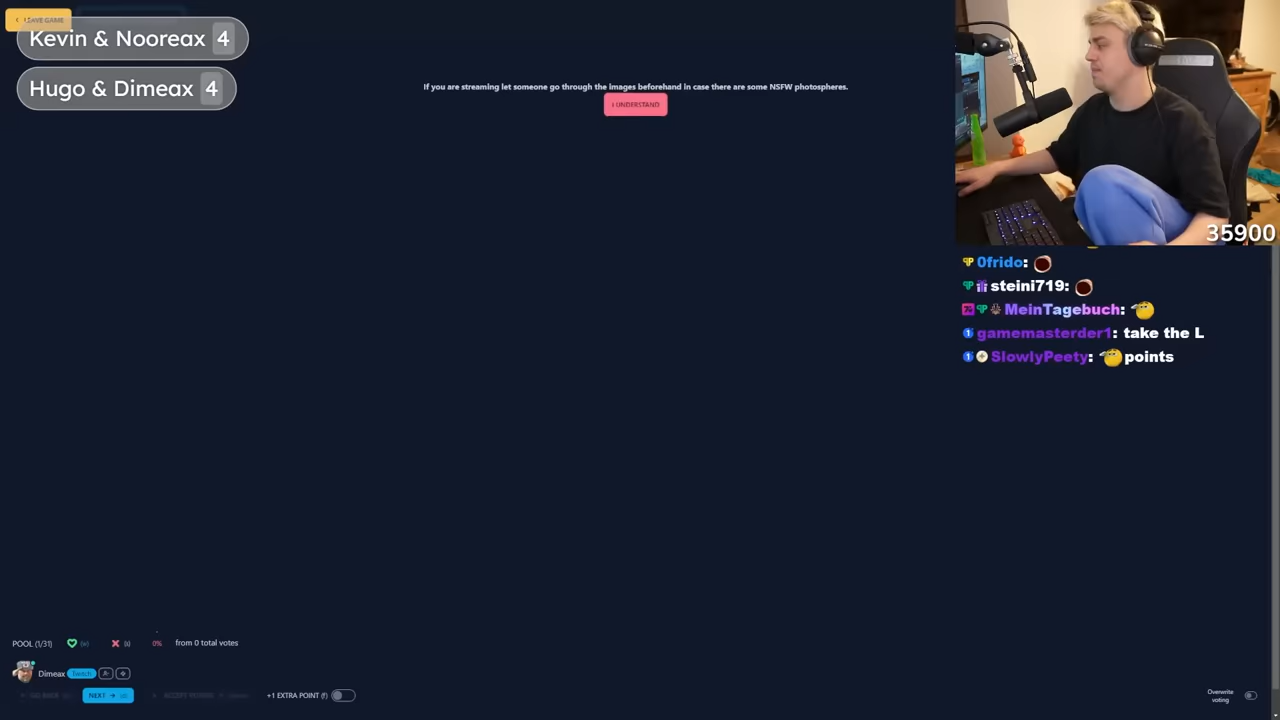 LEAVE GAME
Kevin & Nooreax 4
Hugo & Dimeax 4
If you are streaming let someone go through the images beforehand in case there are some NSFW photospheres.
I UNDERSTAND
35900
0frido:
steini719:
MeinTagebuch:
gamemasterder1: take the L
SlowlyPeety: points
POOL (1/31) (w) (s) 0% from 0 total votes
Dimeax Twitch
NEXT → +1 EXTRA POINT (f)
Overwrite
voting